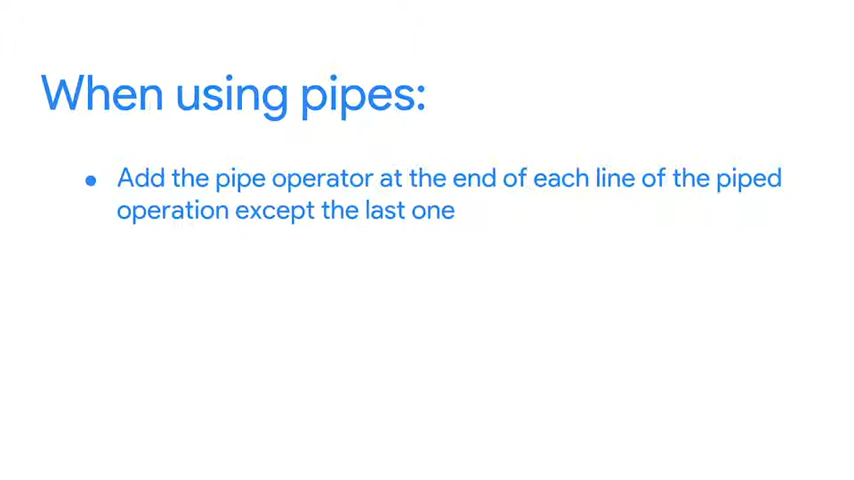 When using pipes:
• Add the pipe operator at the end of each line of the piped
operation except the last one